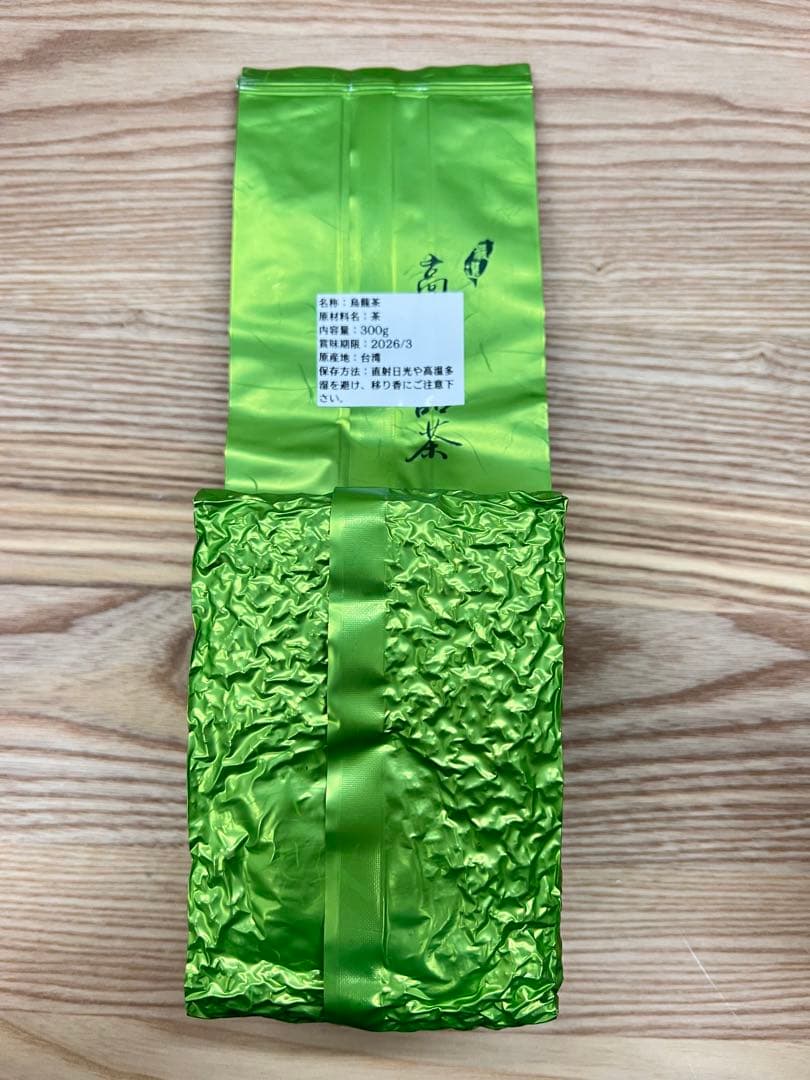 名称：烏龍茶
原材料名：茶
内容量：300g
賞味期限：2026/3
原産地：台湾
保存方法：直射日光や高温多
湿を避け、移り香にご注意下
さい。
高
品茶